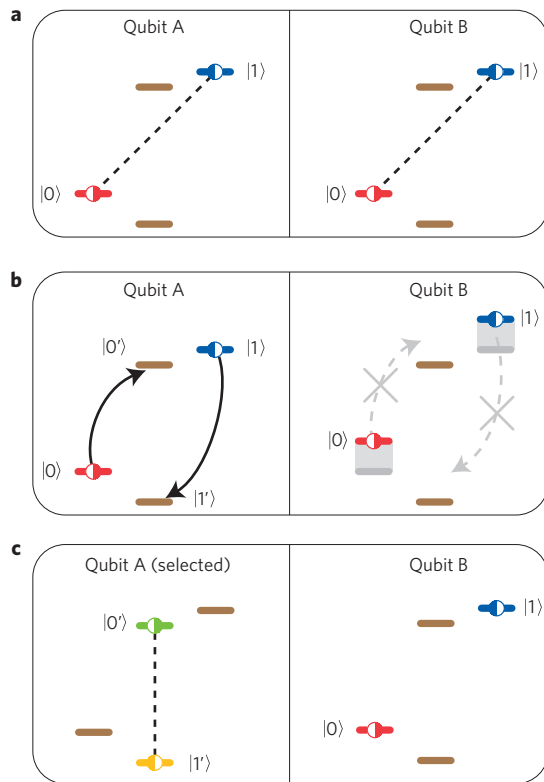 a
Qubit A Qubit B
|1⟩ |1⟩
|0⟩ |0⟩
b
Qubit A Qubit B
|0′⟩ |1⟩ |1⟩
|0⟩ |0⟩
|1′⟩
c
Qubit A (selected) Qubit B
|0′⟩ |1⟩
|0⟩
|1′⟩